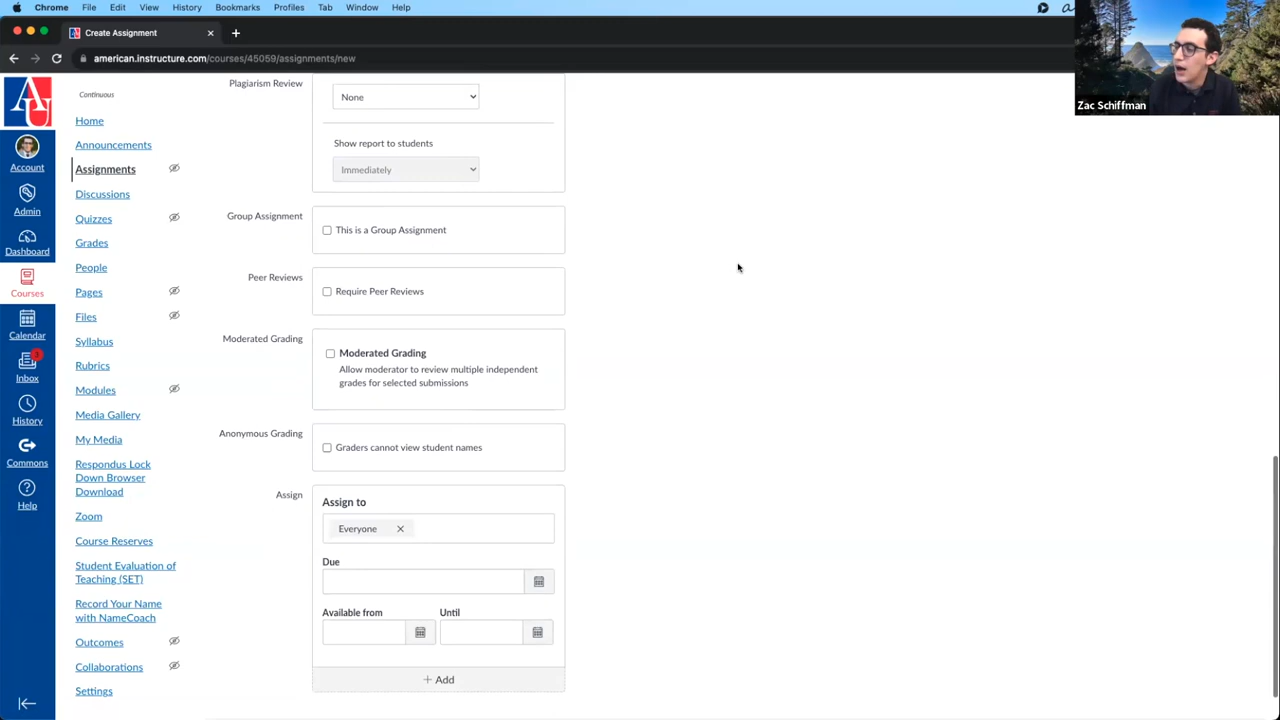 Chrome File Edit View History Bookmarks Profiles Tab Window Help
Create Assignment
american.instructure.com/courses/45059/assignments/new
Zac Schiffman
AU
Account
Admin
Dashboard
Courses
Calendar
3
Inbox
History
Commons
Help
Continuous
Home
Announcements
Assignments
Discussions
Quizzes
Grades
People
Pages
Files
Syllabus
Rubrics
Modules
Media Gallery
My Media
Respondus Lock
Down Browser
Download
Zoom
Course Reserves
Student Evaluation of
Teaching (SET)
Record Your Name
with NameCoach
Outcomes
Collaborations
Settings
Plagiarism Review
None
Show report to students
Immediately
Group Assignment
This is a Group Assignment
Peer Reviews
Require Peer Reviews
Moderated Grading
Moderated Grading
Allow moderator to review multiple independent
grades for selected submissions
Anonymous Grading
Graders cannot view student names
Assign
Assign to
Everyone
Due
Available from Until
+ Add